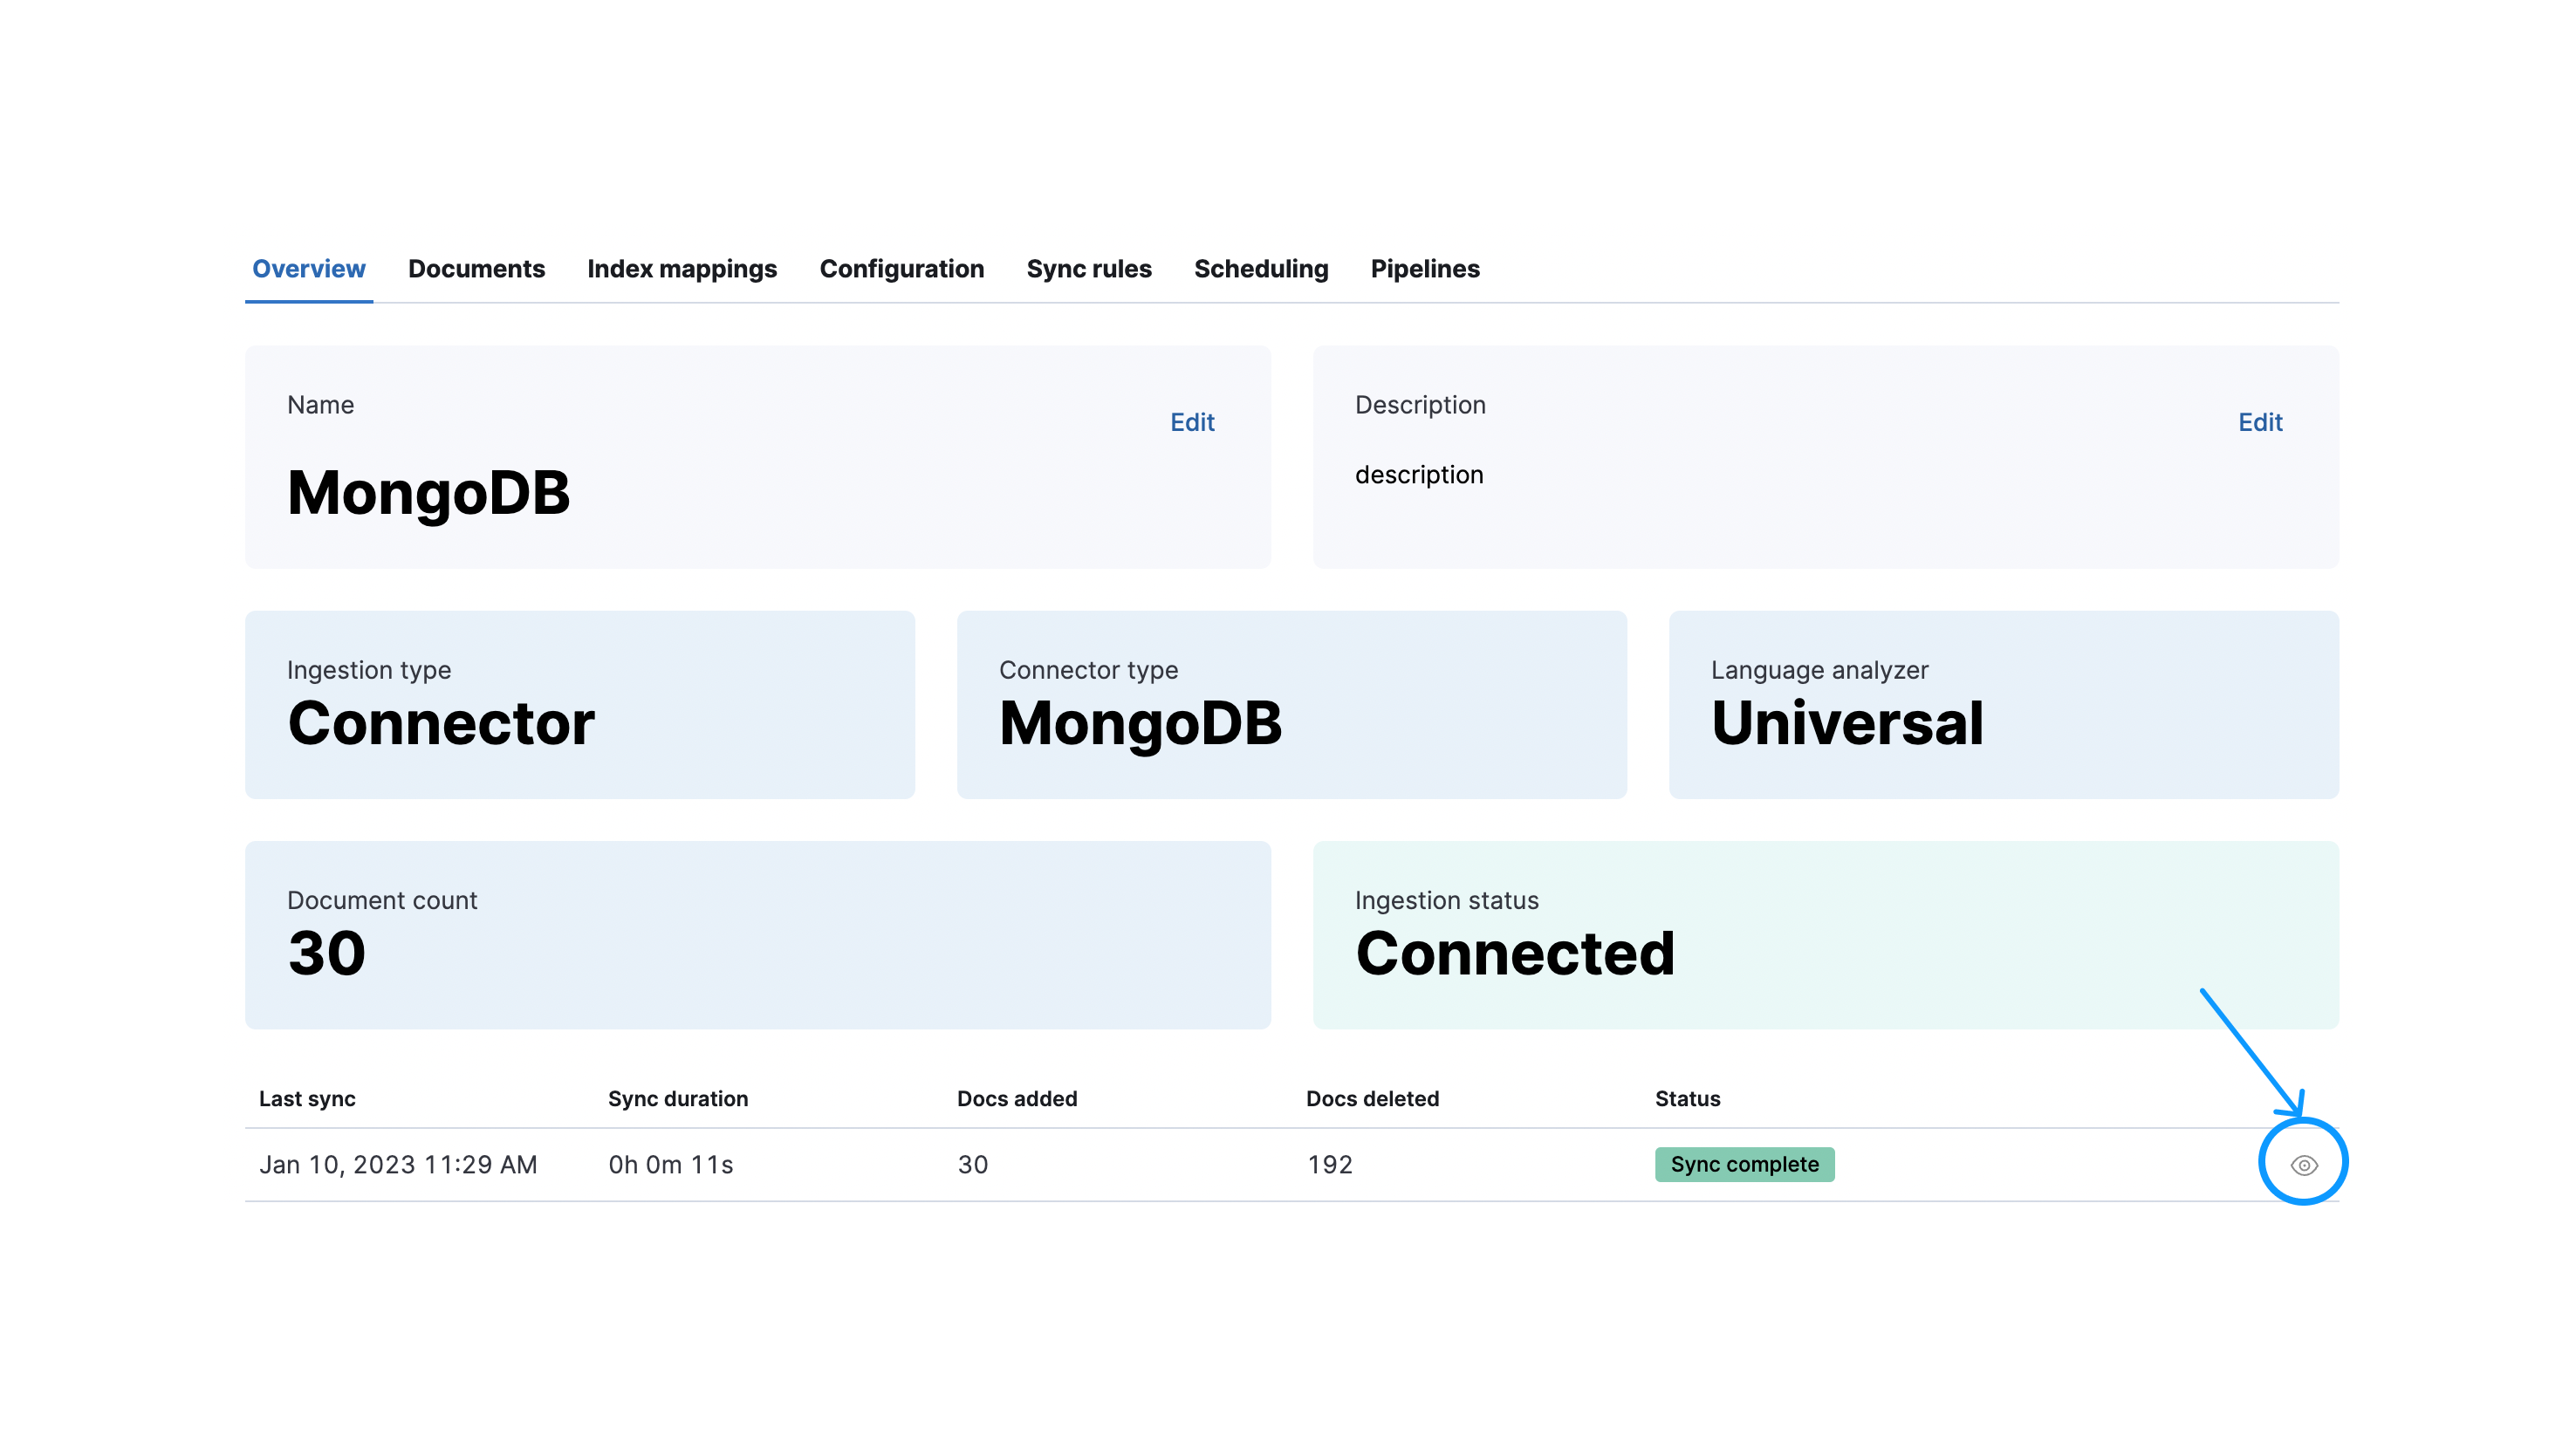 Overview Documents Index mappings Configuration Sync rules Scheduling Pipelines
Name
Edit
MongoDB
Description
Edit
description
Ingestion type
Connector
Connector type
MongoDB
Language analyzer
Universal
Document count
30
Ingestion status
Connected
Last sync Sync duration Docs added Docs deleted Status
Jan 10, 2023 11:29 AM 0h 0m 11s 30 192 Sync complete